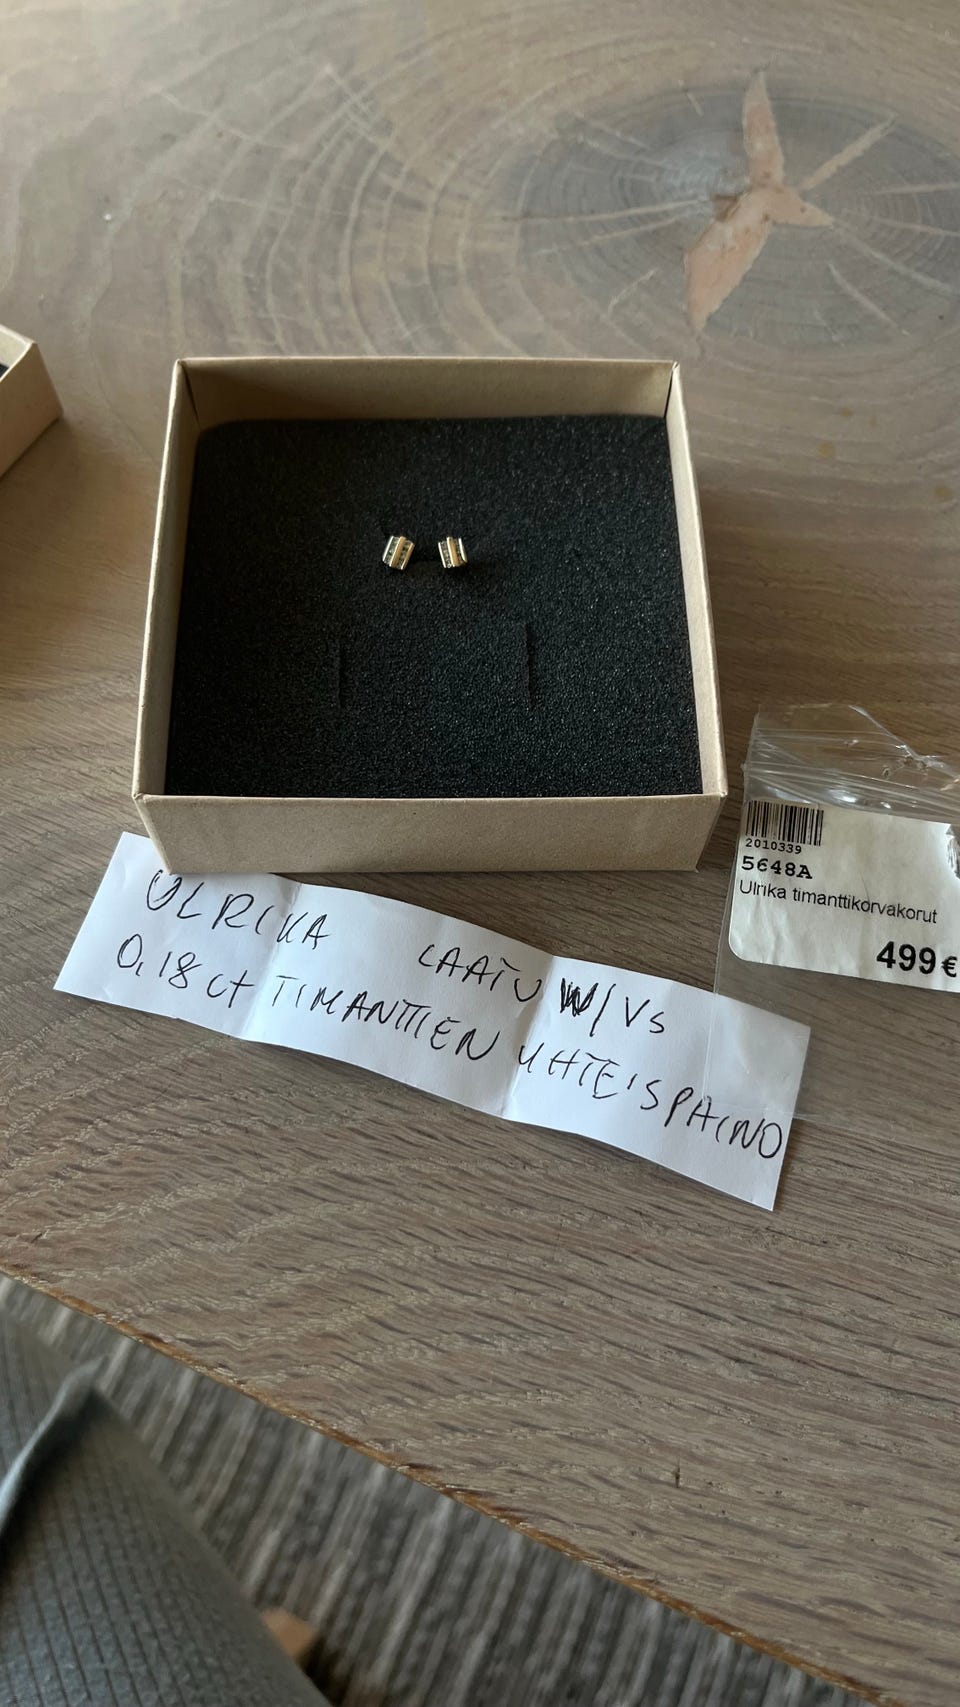 2010339
5648A
Ulrika timanttikorvakorut
499 €
ULRIKA LAATU W/Vs
0,18 ct TIMANTTIEN YHTEISPAINO